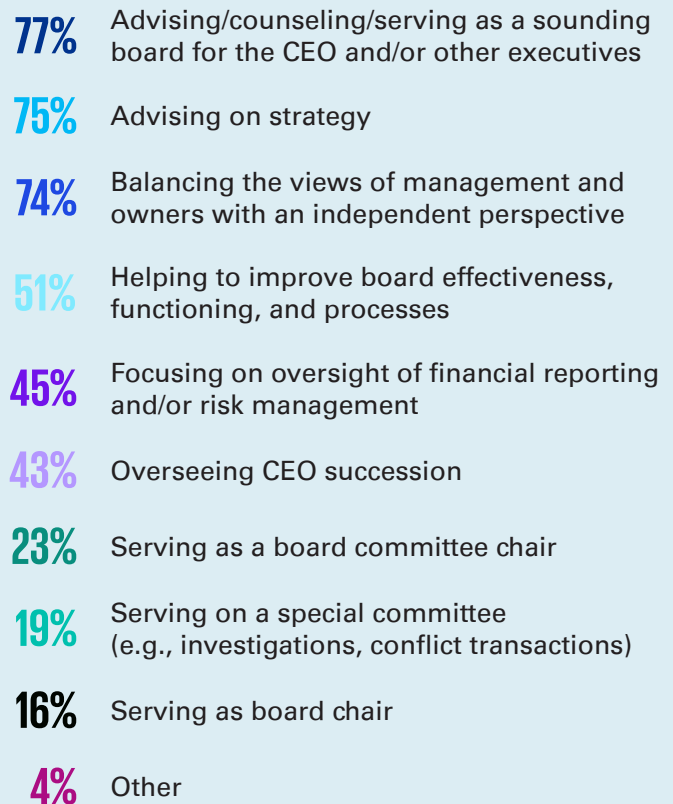 77%
Advising/counseling/serving as a sounding
board for the CEO and/or other executives
75%
Advising on strategy
74%
Balancing the views of management and
owners with an independent perspective
51%
Helping to improve board effectiveness,
functioning, and processes
45%
Focusing on oversight of financial reporting
and/or risk management
43%
Overseeing CEO succession
23%
Serving as a board committee chair
19%
Serving on a special committee
(e.g., investigations, conflict transactions)
16%
Serving as board chair
4%
Other